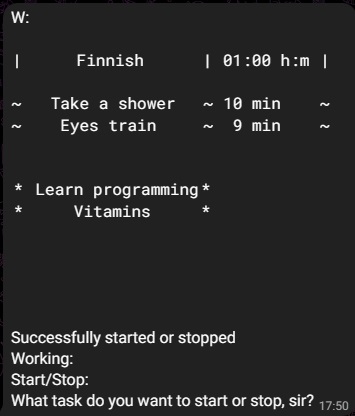 W:
| Finnish | 01:00 h:m |
~ Take a shower ~ 10 min ~
~ Eyes train ~ 9 min ~
* Learn programming *
* Vitamins *
Successfully started or stopped
Working:
Start/Stop:
What task do you want to start or stop, sir? 17:50